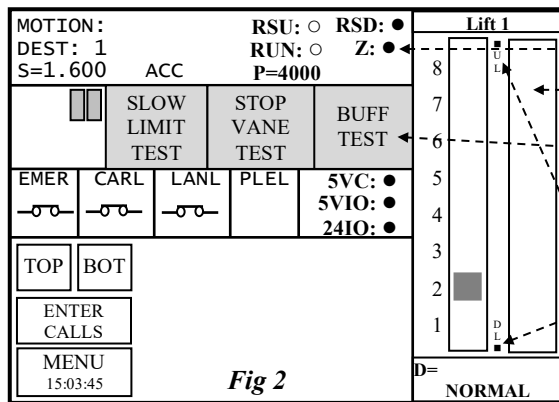 MOTION: RSU: ○ RSD: ●
DEST: 1 RUN: ○ Z: ●
S=1.600 ACC P=4000
SLOW LIMIT TEST
STOP VANE TEST
BUFF TEST
EMER CARL LANL PLEL 5VC: ●
5VIO: ●
24IO: ●
TOP BOT
ENTER
CALLS
MENU
15:03:45
Fig 2
Lift 1
U
L
8
7
6
5
4
3
2
1
D
L
D=
NORMAL